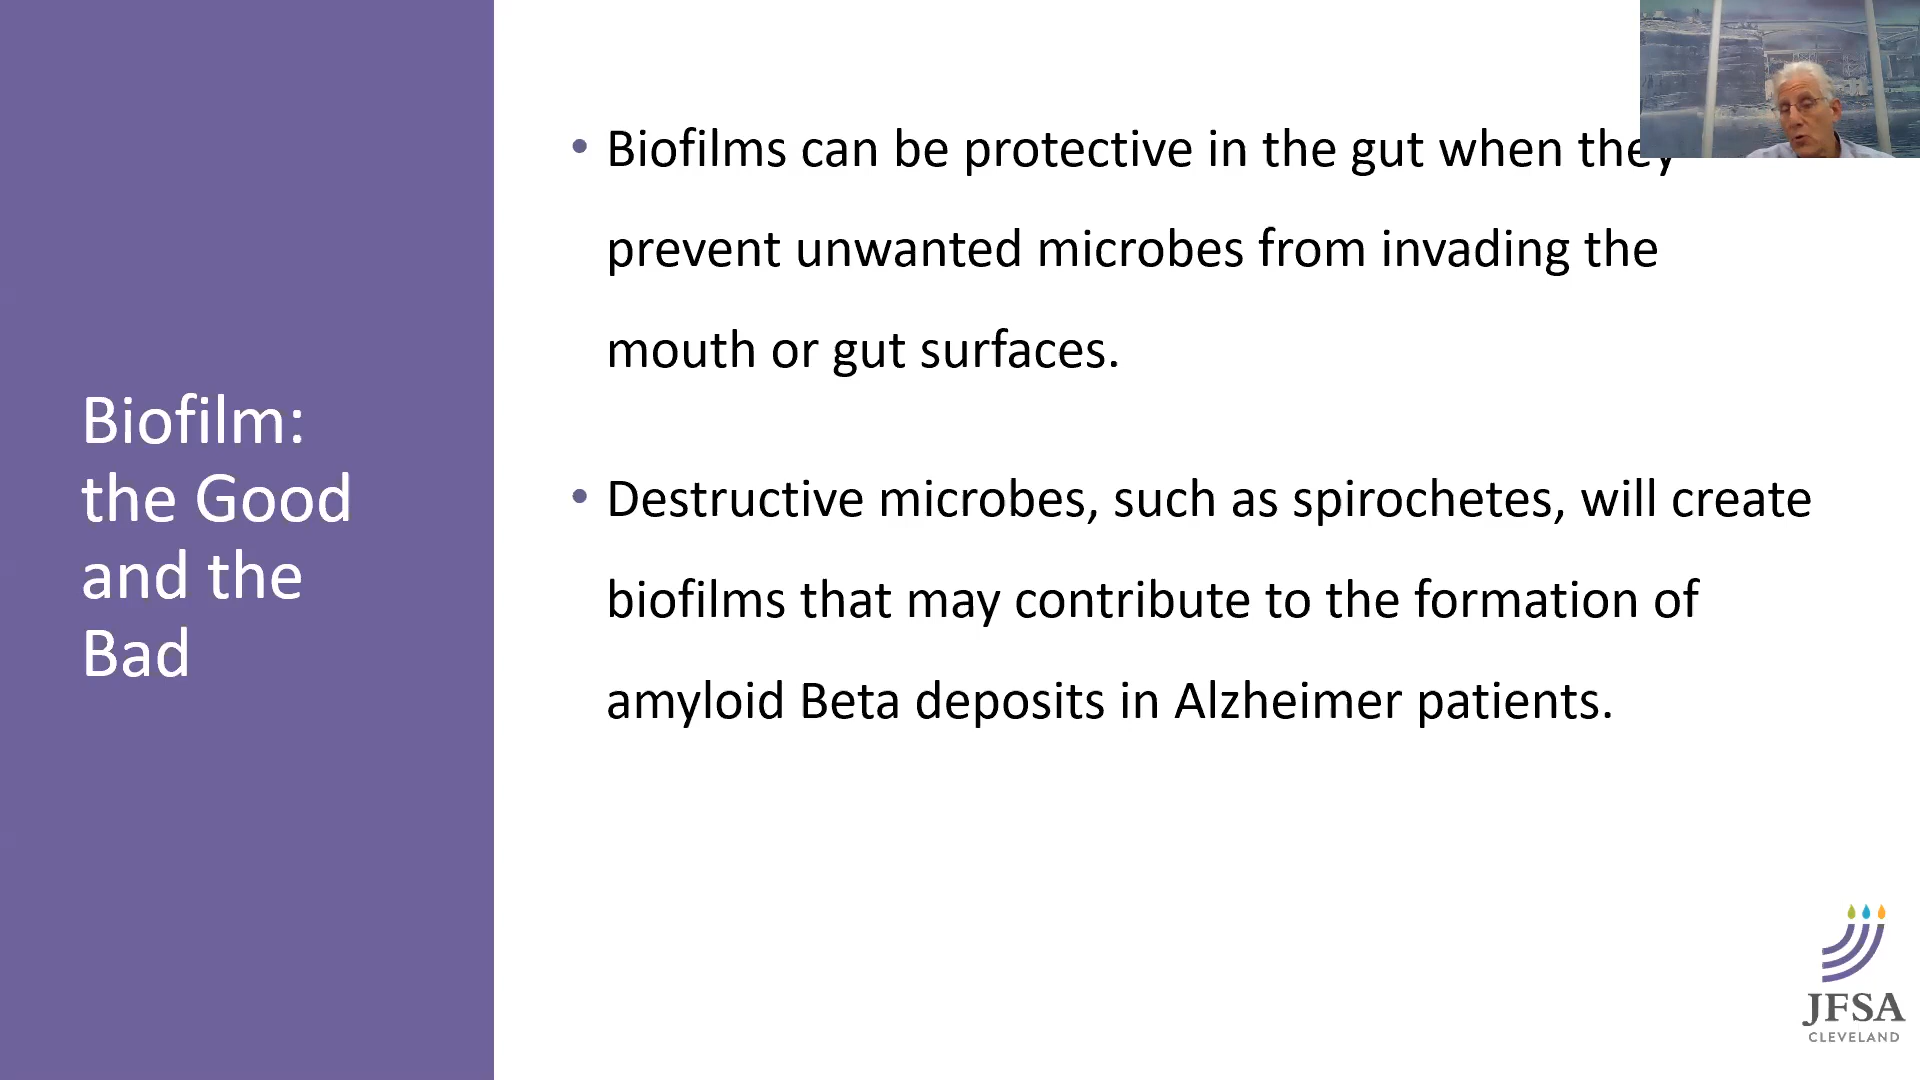 Biofilm:
the Good
and the
Bad
• Biofilms can be protective in the gut when they
prevent unwanted microbes from invading the
mouth or gut surfaces.
• Destructive microbes, such as spirochetes, will create
biofilms that may contribute to the formation of
amyloid Beta deposits in Alzheimer patients.
JFSA
CLEVELAND